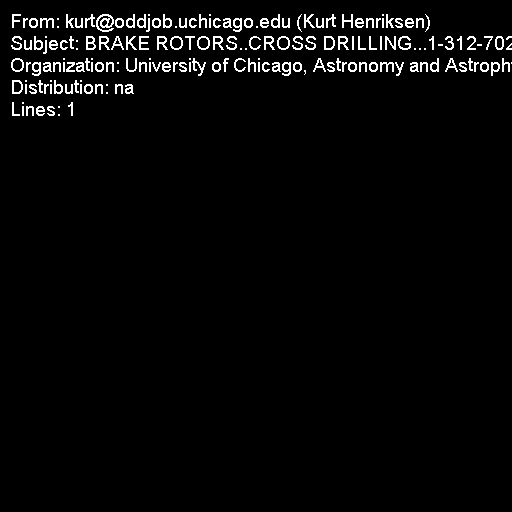 From: kurt@oddjob.uchicago.edu (Kurt Henriksen)
Subject: BRAKE ROTORS..CROSS DRILLING...1-312-702
Organization: University of Chicago, Astronomy and Astroph
Distribution: na
Lines: 1